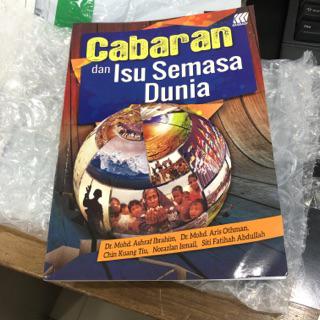 Cabaran
dan Isu Semasa
Dunia
Dr. Mohd. Ashraf Ibrahim, Dr. Mohd. Aris Othman,
Chin Kuang Tiu, Norazlan Ismail, Siti Fatihah Abdullah